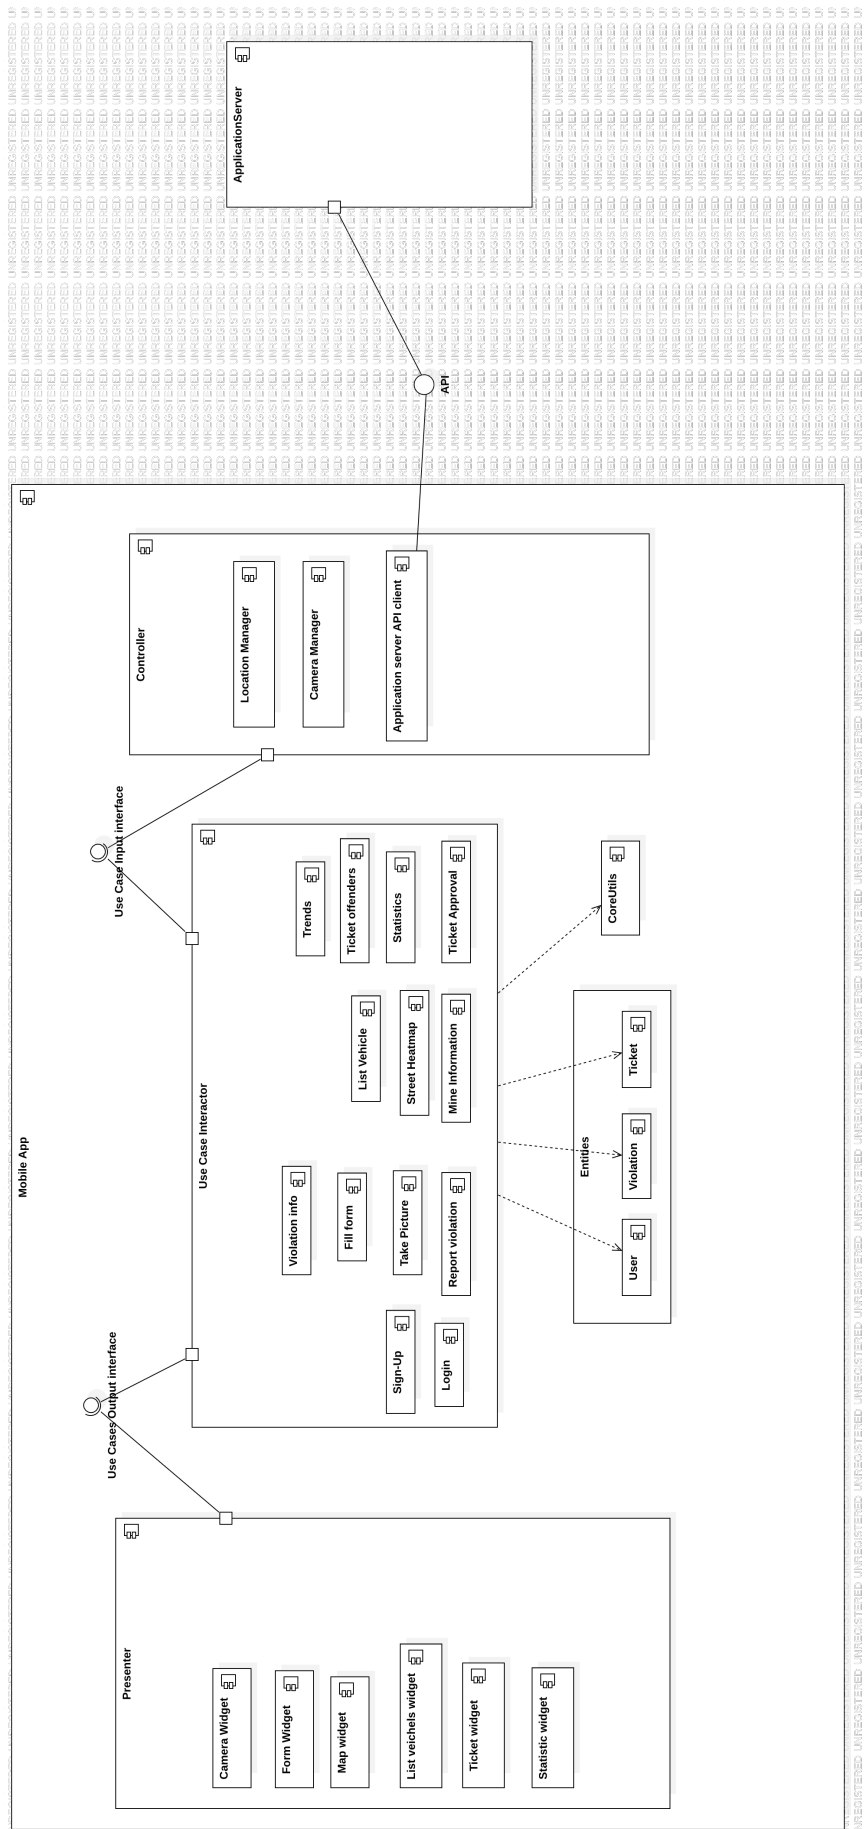 Mobile App
Presenter
Camera Widget
Form Widget
Map widget
List veichels widget
Ticket widget
Statistic widget
Use Cases Output interface
Use Case Interactor
Sign-Up
Login
Violation info
Fill form
Take Picture
Report violation
List Vehicle
Street Heatmap
Mine Information
Trends
Ticket offenders
Statistics
Ticket Approval
Entities
User
Violation
Ticket
CoreUtils
Use Case Input interface
Controller
Location Manager
Camera Manager
Application server API client
API
ApplicationServer
UNREGISTERED